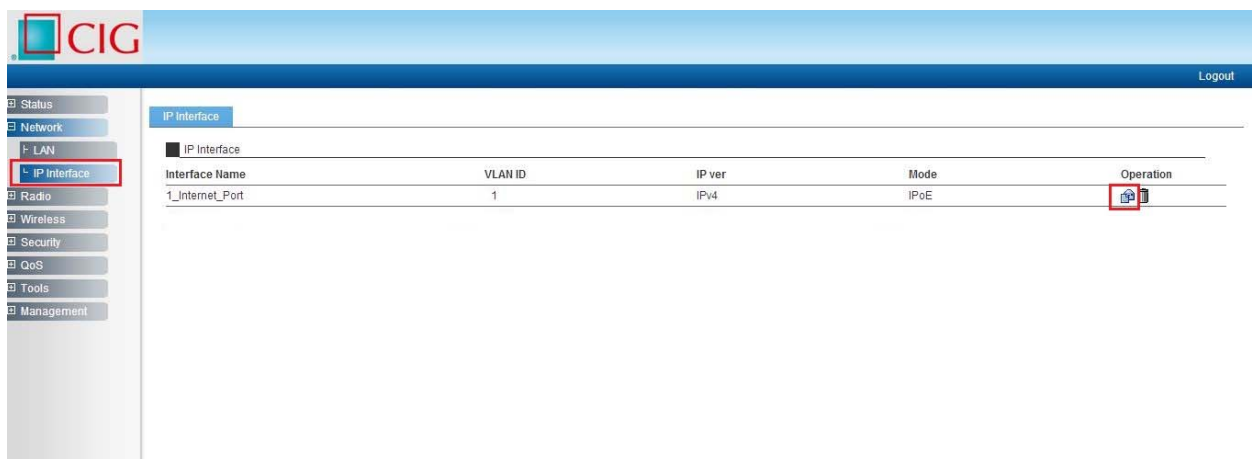 CIG
®
Logout
Status
Network
LAN
IP Interface
Radio
Wireless
Security
QoS
Tools
Management
IP Interface
IP Interface
Interface Name VLAN ID IP ver Mode Operation
1_Internet_Port 1 IPv4 IPoE